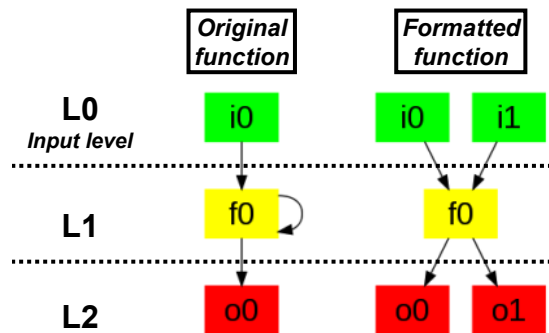 Original
function
Formatted
function
L0
Input level
i0
i0
i1
L1
f0
f0
L2
o0
o0
o1